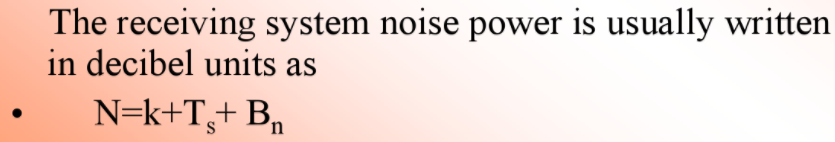 The receiving system noise power is usually written
in decibel units as
• N=k+Tₛ+ Bₙ